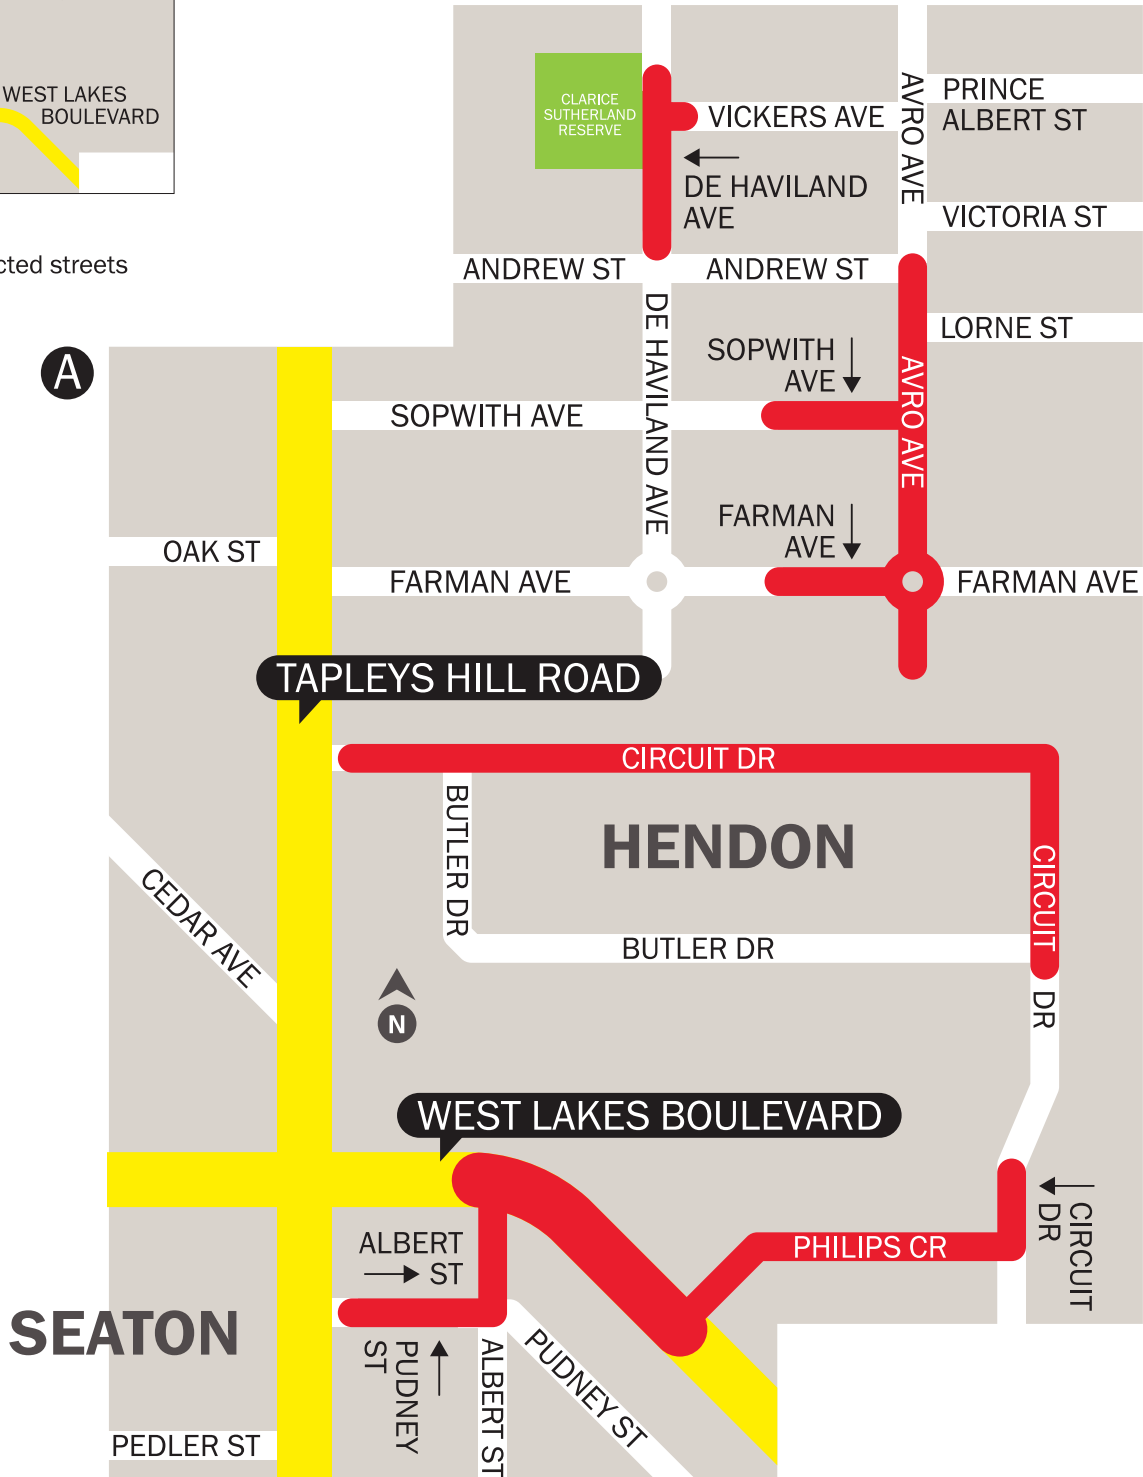 WEST LAKES
BOULEVARD
cted streets
A
CLARICE
SUTHERLAND
RESERVE
VICKERS AVE
AVRO AVE
PRINCE
ALBERT ST
DE HAVILAND
AVE
VICTORIA ST
ANDREW ST
ANDREW ST
LORNE ST
DE HAVILAND AVE
SOPWITH
AVE
AVRO AVE
SOPWITH AVE
FARMAN
AVE
OAK ST
FARMAN AVE
FARMAN AVE
TAPLEYS HILL ROAD
CIRCUIT DR
BUTLER DR
HENDON
CIRCUIT
DR
CEDAR AVE
BUTLER DR
N
WEST LAKES BOULEVARD
ALBERT
ST
PHILIPS CR
CIRCUIT
DR
SEATON
PUDNEY
ST
ALBERT ST
PUDNEY ST
PEDLER ST